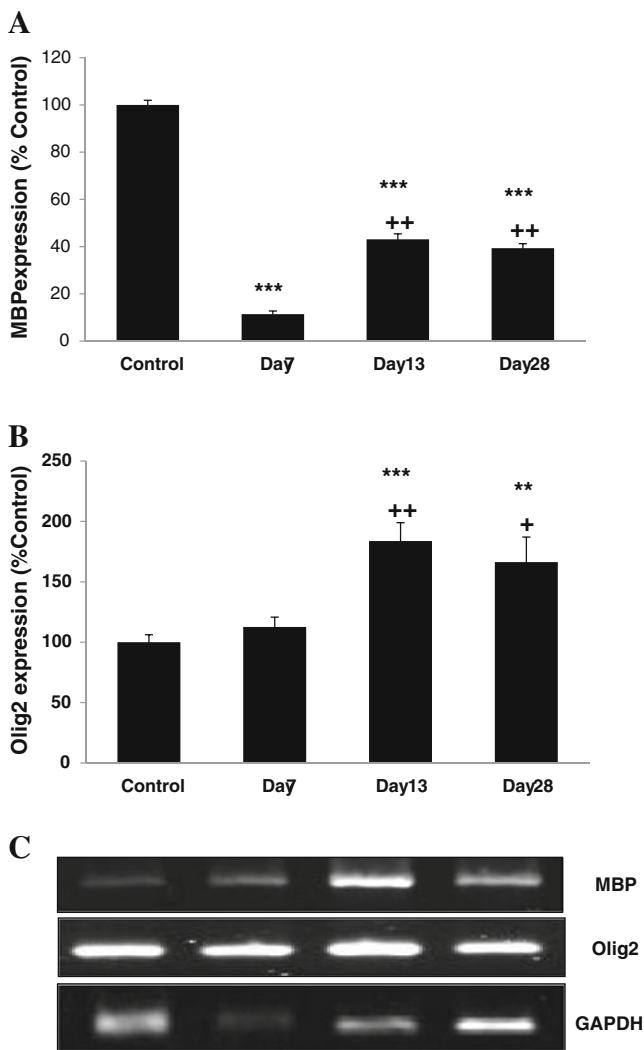 A
MBPexpression (% Control)
120
100
80
60
40
20
0
***
***
++
***
++
Control Day7 Day13 Day28
B
Olig2 expression (%Control)
250
200
150
100
50
0
***
++
**
+
Control Day7 Day13 Day28
C
MBP
Olig2
GAPDH